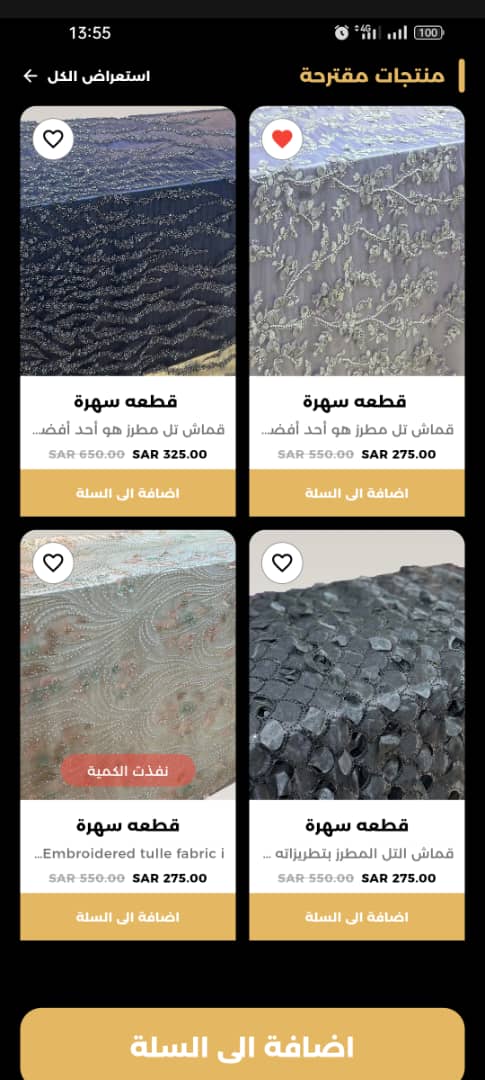 13:55
4G
100
منتجات مقترحة
استعراض الكل
قطعه سهرة
قماش تل مطرز هو أحد أفضـ...
SAR 275.00 SAR 550.00
اضافة الى السلة
قطعه سهرة
قماش تل مطرز هو أحد أفضـ...
SAR 325.00 SAR 650.00
اضافة الى السلة
قطعه سهرة
قماش التل المطرز بتطريزاته ...
SAR 275.00 SAR 550.00
اضافة الى السلة
نفذت الكمية
قطعه سهرة
Embroidered tulle fabric i...
SAR 275.00 SAR 550.00
اضافة الى السلة
اضافة الى السلة